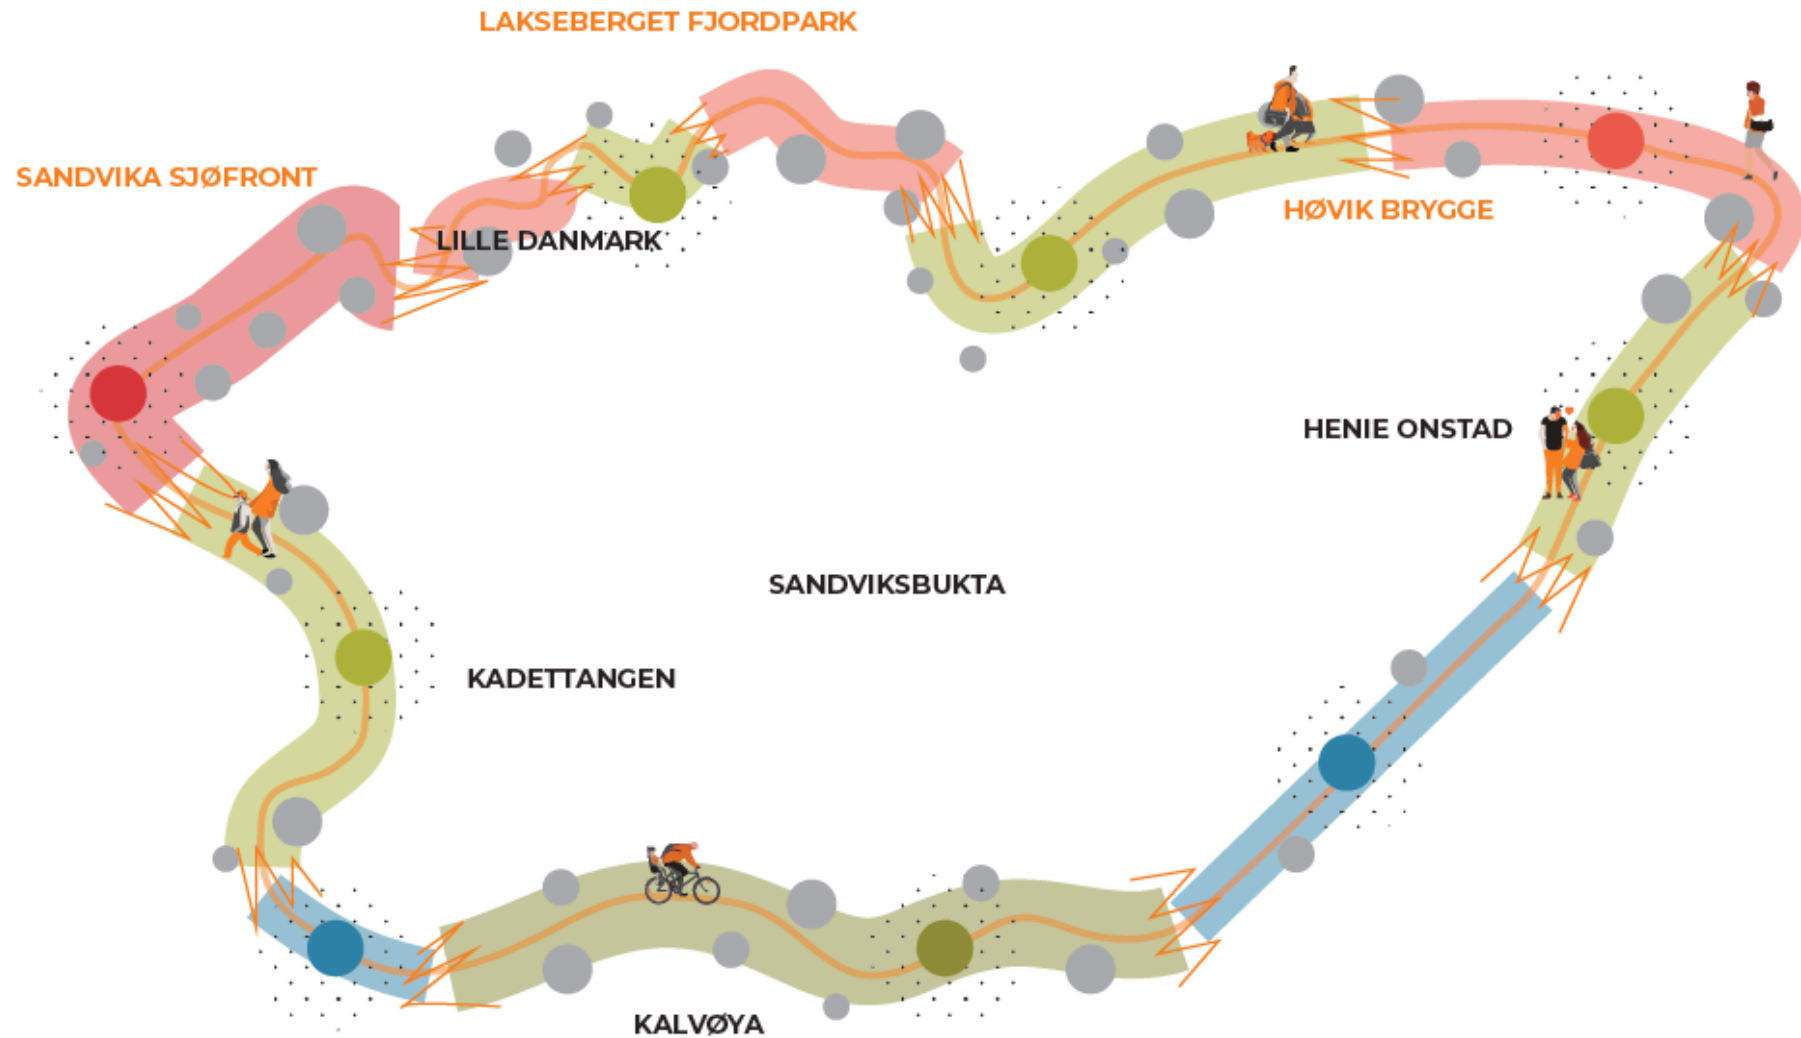 LAKSEBERGET FJORDPARK
SANDVIKA SJØFRONT
HØVIK BRYGGE
LILLE DANMARK
HENIE ONSTAD
SANDVIKSBUKTA
KADETTANGEN
KALVØYA